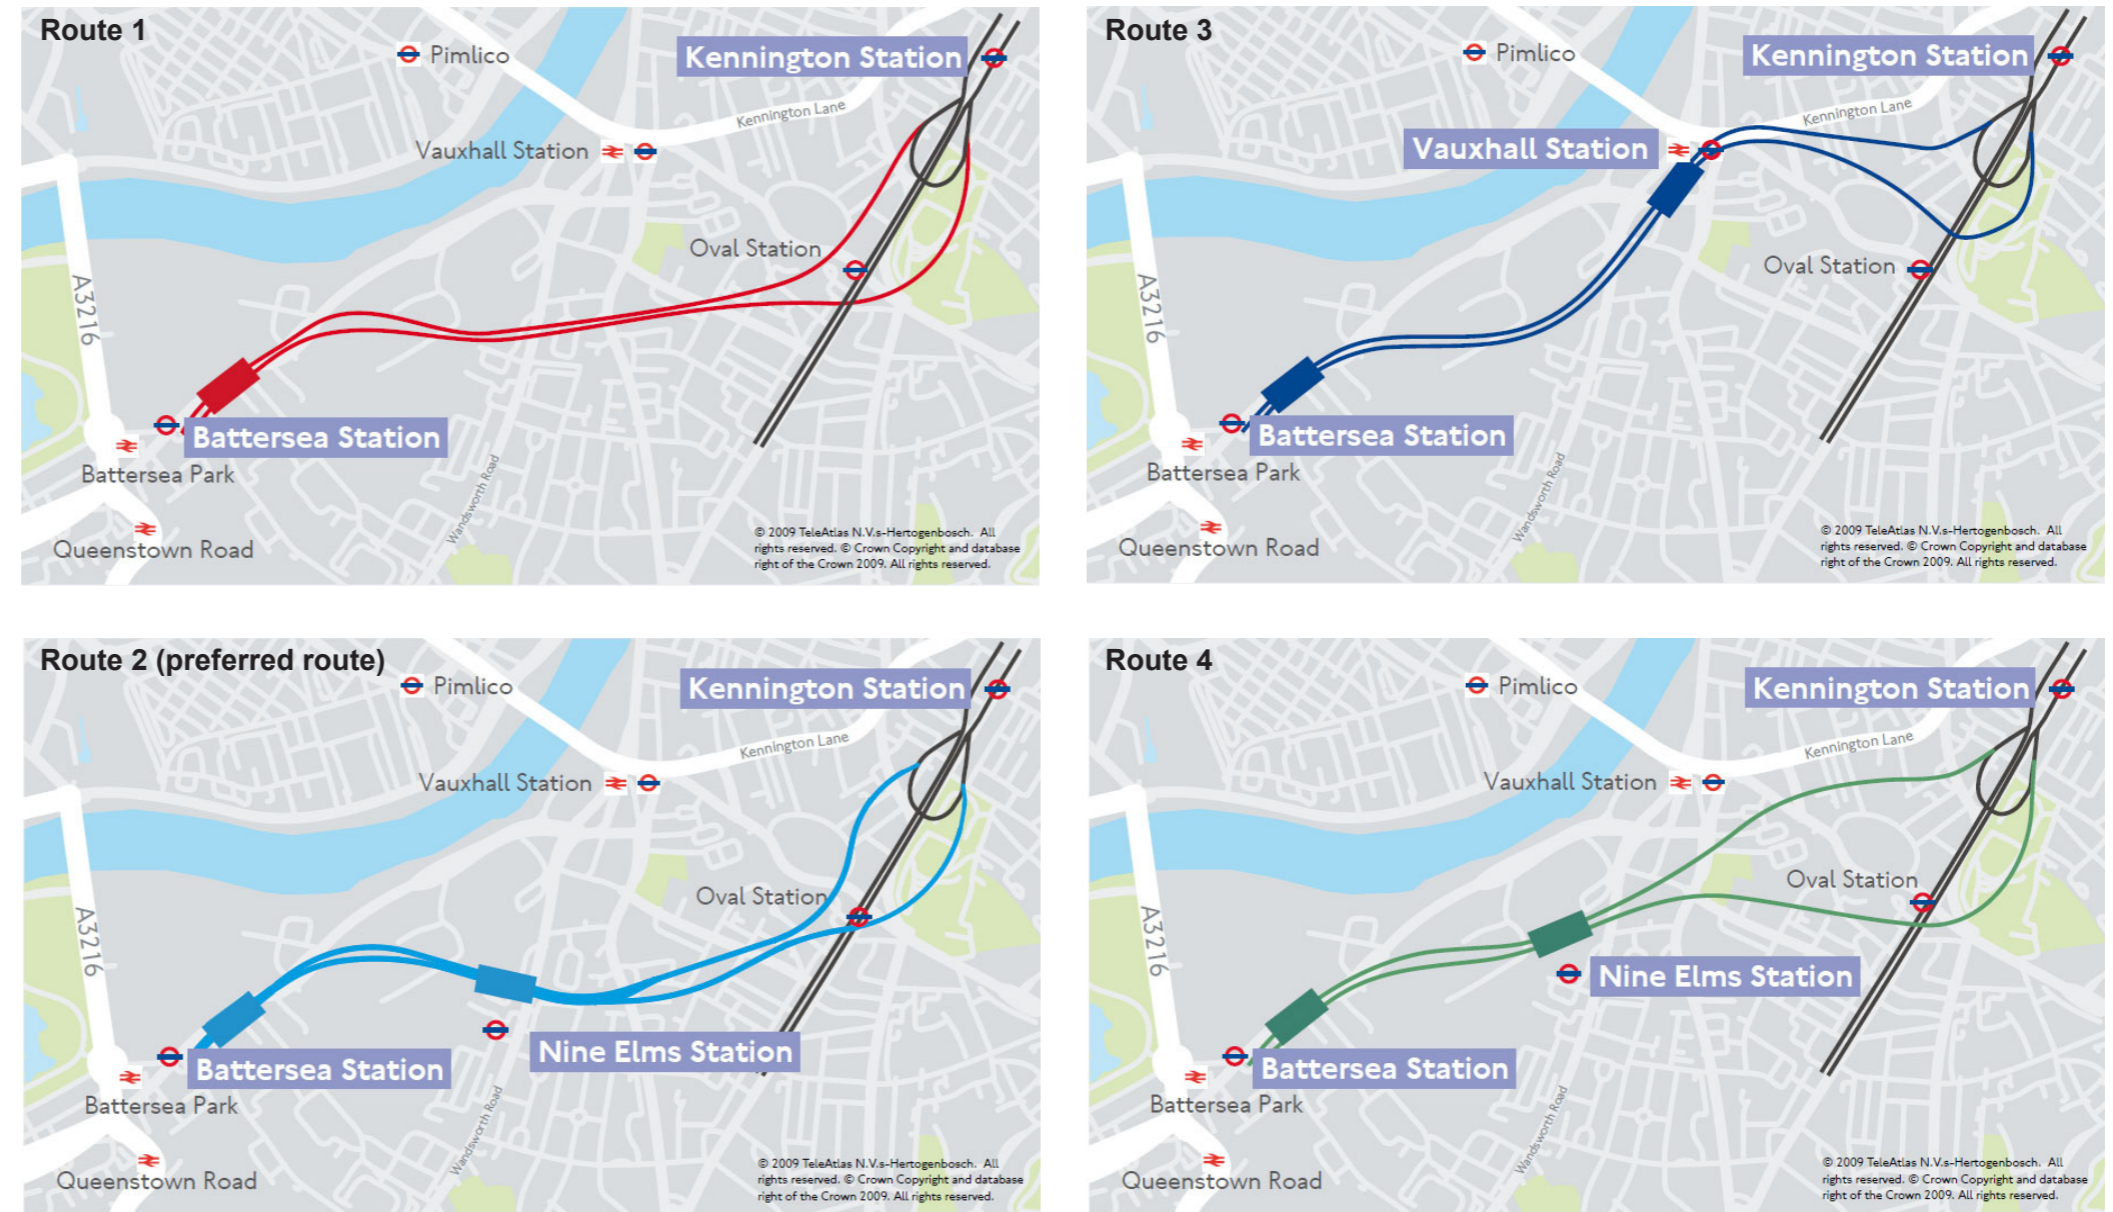 Route 1
Pimlico
Kennington Station
Kennington Lane
Vauxhall Station
Oval Station
A3216
Battersea Station
Battersea Park
Wandsworth Road
Queenstown Road
© 2009 TeleAtlas N.V.s-Hertogenbosch. All
rights reserved. © Crown Copyright and database
right of the Crown 2009. All rights reserved.
Route 3
Pimlico
Kennington Station
Kennington Lane
Vauxhall Station
Oval Station
A3216
Battersea Station
Battersea Park
Wandsworth Road
Queenstown Road
© 2009 TeleAtlas N.V.s-Hertogenbosch. All
rights reserved. © Crown Copyright and database
right of the Crown 2009. All rights reserved.
Route 2 (preferred route)
Pimlico
Kennington Station
Kennington Lane
Vauxhall Station
Oval Station
A3216
Nine Elms Station
Battersea Station
Battersea Park
Wandsworth Road
Queenstown Road
© 2009 TeleAtlas N.V.s-Hertogenbosch. All
rights reserved. © Crown Copyright and database
right of the Crown 2009. All rights reserved.
Route 4
Pimlico
Kennington Station
Kennington Lane
Vauxhall Station
Oval Station
A3216
Nine Elms Station
Battersea Station
Battersea Park
Wandsworth Road
Queenstown Road
© 2009 TeleAtlas N.V.s-Hertogenbosch. All
rights reserved. © Crown Copyright and database
right of the Crown 2009. All rights reserved.